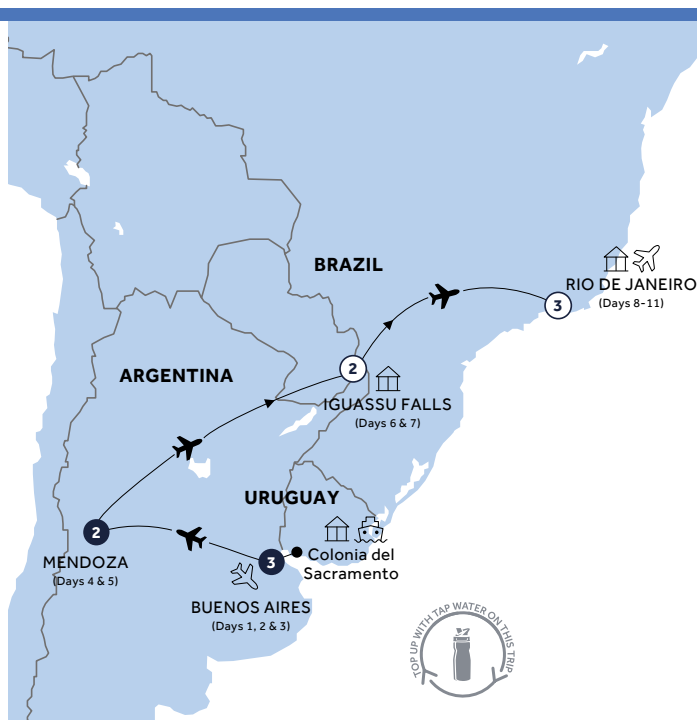 BRAZIL
RIO DE JANEIRO
(Days 8-11)
3
ARGENTINA
2
IGUASSU FALLS
(Days 6 & 7)
URUGUAY
2
MENDOZA
(Days 4 & 5)
3
Colonia del
Sacramento
BUENOS AIRES
(Days 1, 2 & 3)
TOP UP WITH TAP WATER ON THIS TRIP